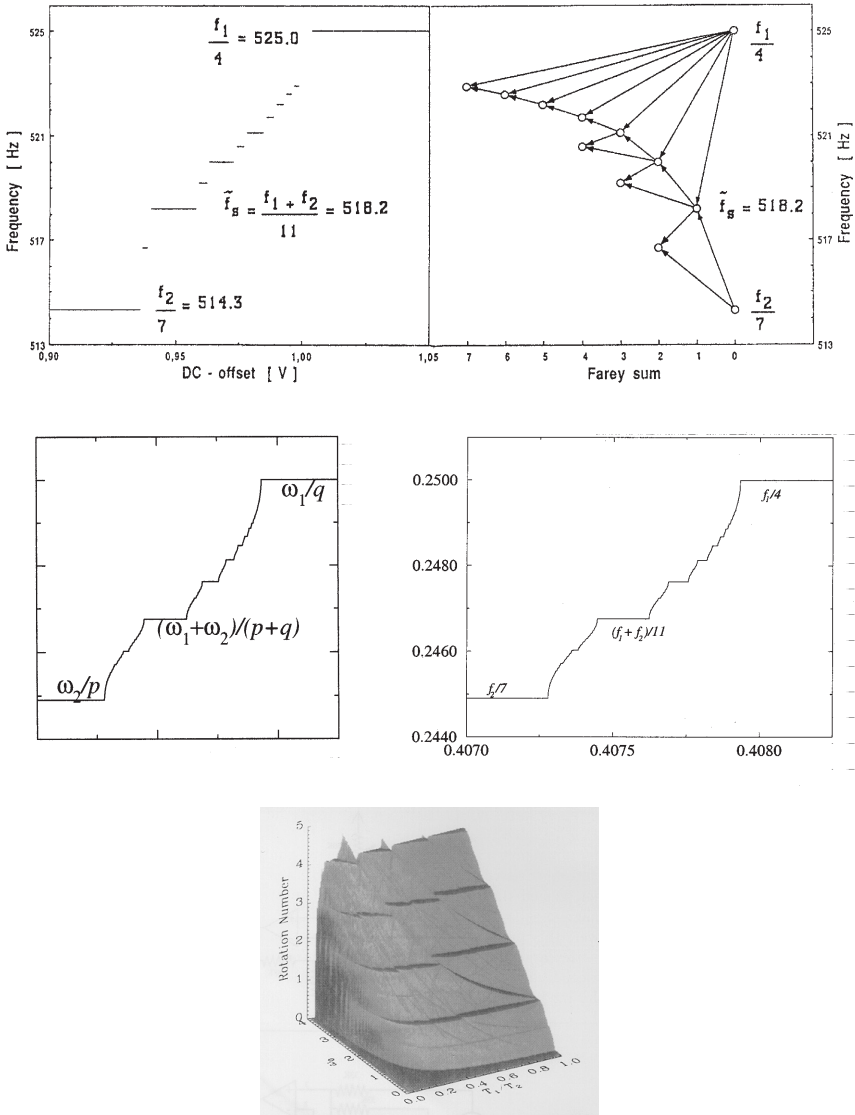 525
521
517
513
Frequency [ Hz ]
f1/4 = 525.0
f̃s = (f1 + f2)/11 = 518.2
f2/7 = 514.3
0,90
0,95
1,00
1,05
DC - offset [ V ]
f1/4
f̃s = 518.2
f2/7
7 6 5 4 3 2 1 0
Farey sum
525
521
517
513
Frequency [ Hz ]
ω1/q
(ω1+ω2)/(p+q)
ω2/p
0.2500
0.2480
0.2460
0.2440
f1/4
(f1 + f2)/11
f2/7
0.4070 0.4075 0.4080
5
4
3
2
1
0
Rotation Number
0.0 0.2 0.4 0.6 0.8 1.0
T1/T2